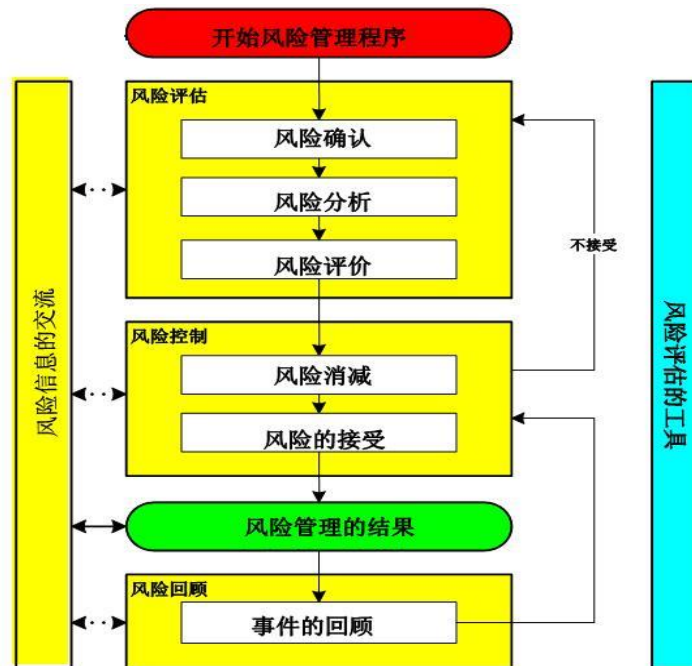 开始风险管理程序
风险评估
风险确认
风险分析
风险评价
不接受
风险控制
风险消减
风险的接受
风险管理的结果
风险回顾
事件的回顾
风险信息的交流
风险评估的工具